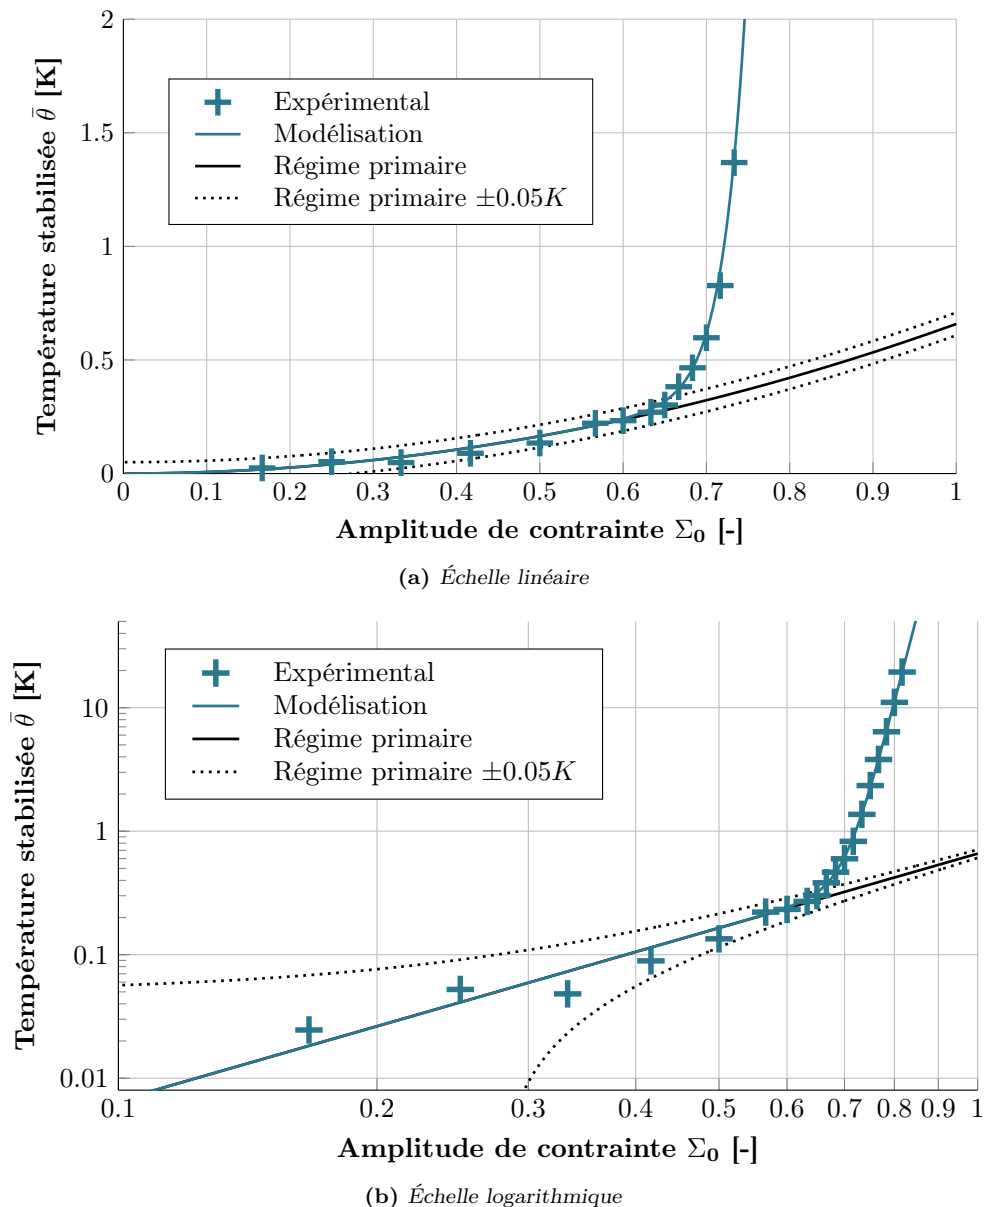 2
1.5
1
0.5
0
Température stabilisée θ̄ [K]
Expérimental
Modélisation
Régime primaire
Régime primaire ±0.05K
0 0.1 0.2 0.3 0.4 0.5 0.6 0.7 0.8 0.9 1
Amplitude de contrainte Σ₀ [-]
(a) Échelle linéaire
10
1
0.1
0.01
Température stabilisée θ̄ [K]
Expérimental
Modélisation
Régime primaire
Régime primaire ±0.05K
0.1 0.2 0.3 0.4 0.5 0.6 0.7 0.8 0.9 1
Amplitude de contrainte Σ₀ [-]
(b) Échelle logarithmique